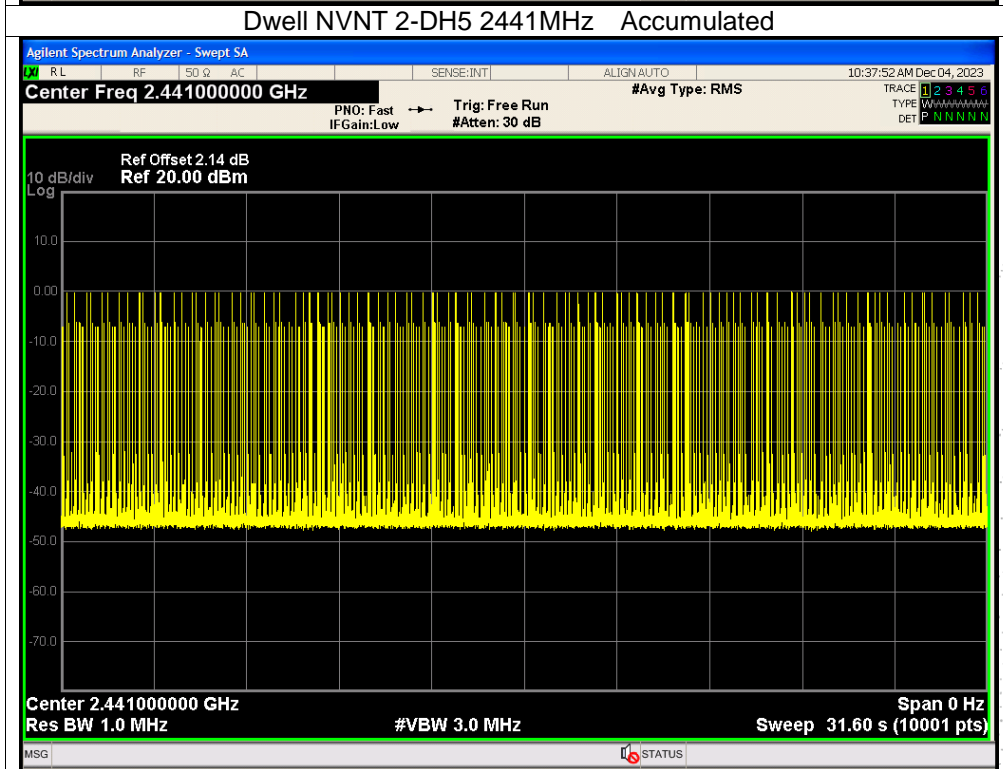 Dwell NVNT 2-DH5 2441MHz Accumulated
Agilent Spectrum Analyzer - Swept SA
LXI RL RF 50 Ω AC SENSE:INT ALIGN AUTO 10:37:52 AM Dec 04, 2023
Center Freq 2.441000000 GHz #Avg Type: RMS TRACE 1 2 3 4 5 6
PNO: Fast Trig: Free Run TYPE
IFGain:Low #Atten: 30 dB DET P N N N N N
Ref Offset 2.14 dB
10 dB/div Ref 20.00 dBm
Log
10.0
0.00
-10.0
-20.0
-30.0
-40.0
-50.0
-60.0
-70.0
Center 2.441000000 GHz Span 0 Hz
Res BW 1.0 MHz #VBW 3.0 MHz Sweep 31.60 s (10001 pts)
MSG STATUS